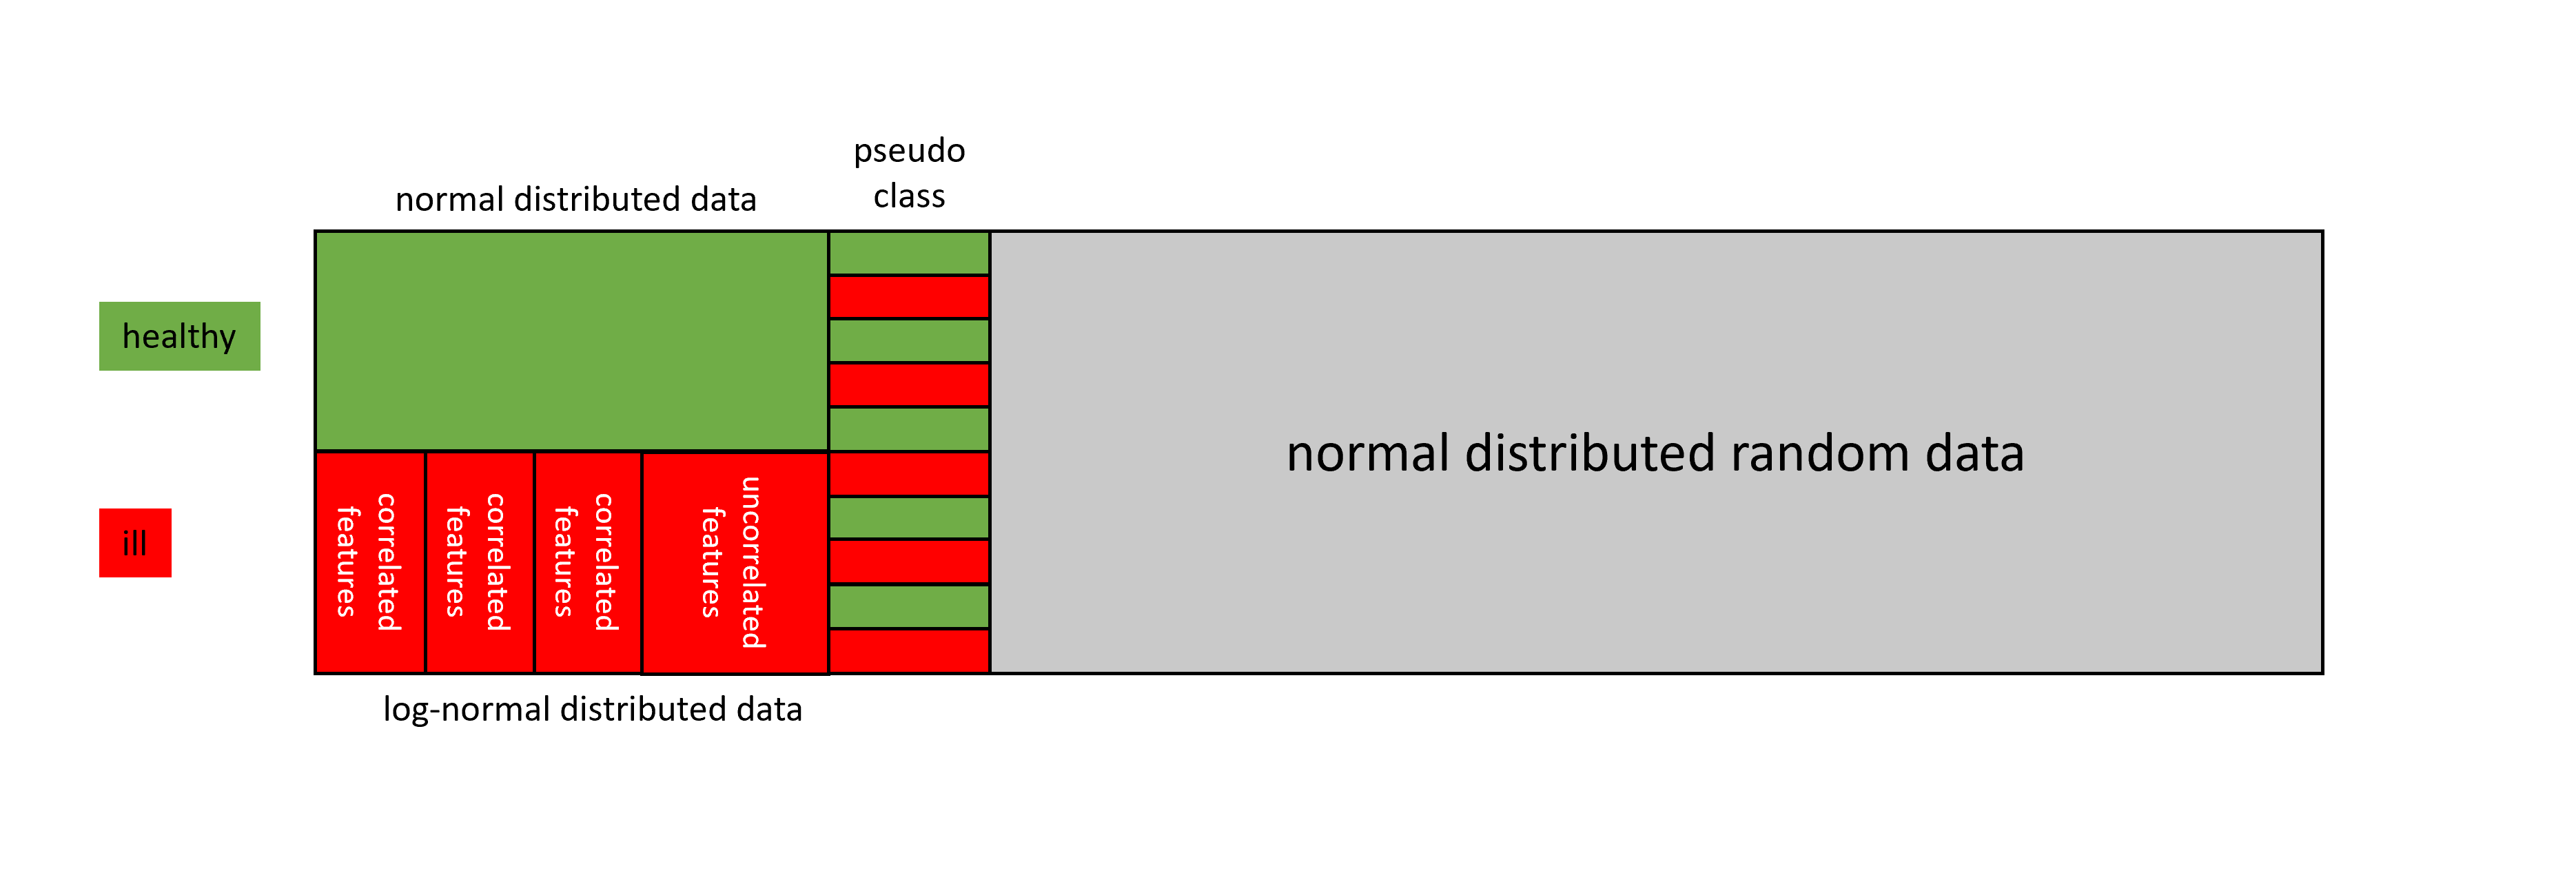 pseudo
class
normal distributed data
healthy
normal distributed random data
ill
correlated
features
correlated
features
correlated
features
uncorrelated
features
log-normal distributed data